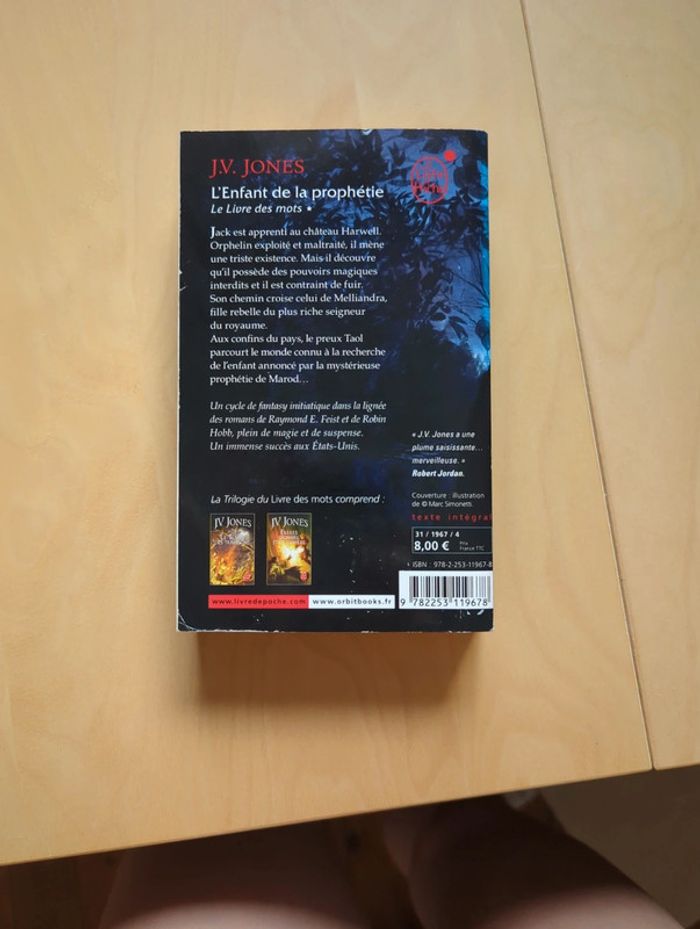 J.V. JONES
L'Enfant de la prophétie
Le Livre des mots *
Jack est apprenti au château Harwell.
Orphelin exploité et maltraité, il mène
une triste existence. Mais il découvre
qu'il possède des pouvoirs magiques
interdits et il est contraint de fuir.
Son chemin croise celui de Melliandra,
fille rebelle du plus riche seigneur
du royaume.
Aux confins du pays, le preux Taol
parcourt le monde connu à la recherche
de l'enfant annoncé par la mystérieuse
prophétie de Marod…
Un cycle de fantasy initiatique dans la lignée
des romans de Raymond E. Feist et de Robin
Hobb, plein de magie et de suspense.
Un immense succès aux États-Unis.
« J.V. Jones a une
plume saisissante…
merveilleuse. »
Robert Jordan.
La Trilogie du Livre des mots comprend :
JV JONES
JV JONES
Couverture : illustration
de © Marc Simonetti.
texte intégral
31 / 1967 / 4
8,00 €
Prix
France TTC
ISBN : 978-2-253-11967-8
9 782253 119678
www.livredepoche.com
www.orbitbooks.fr